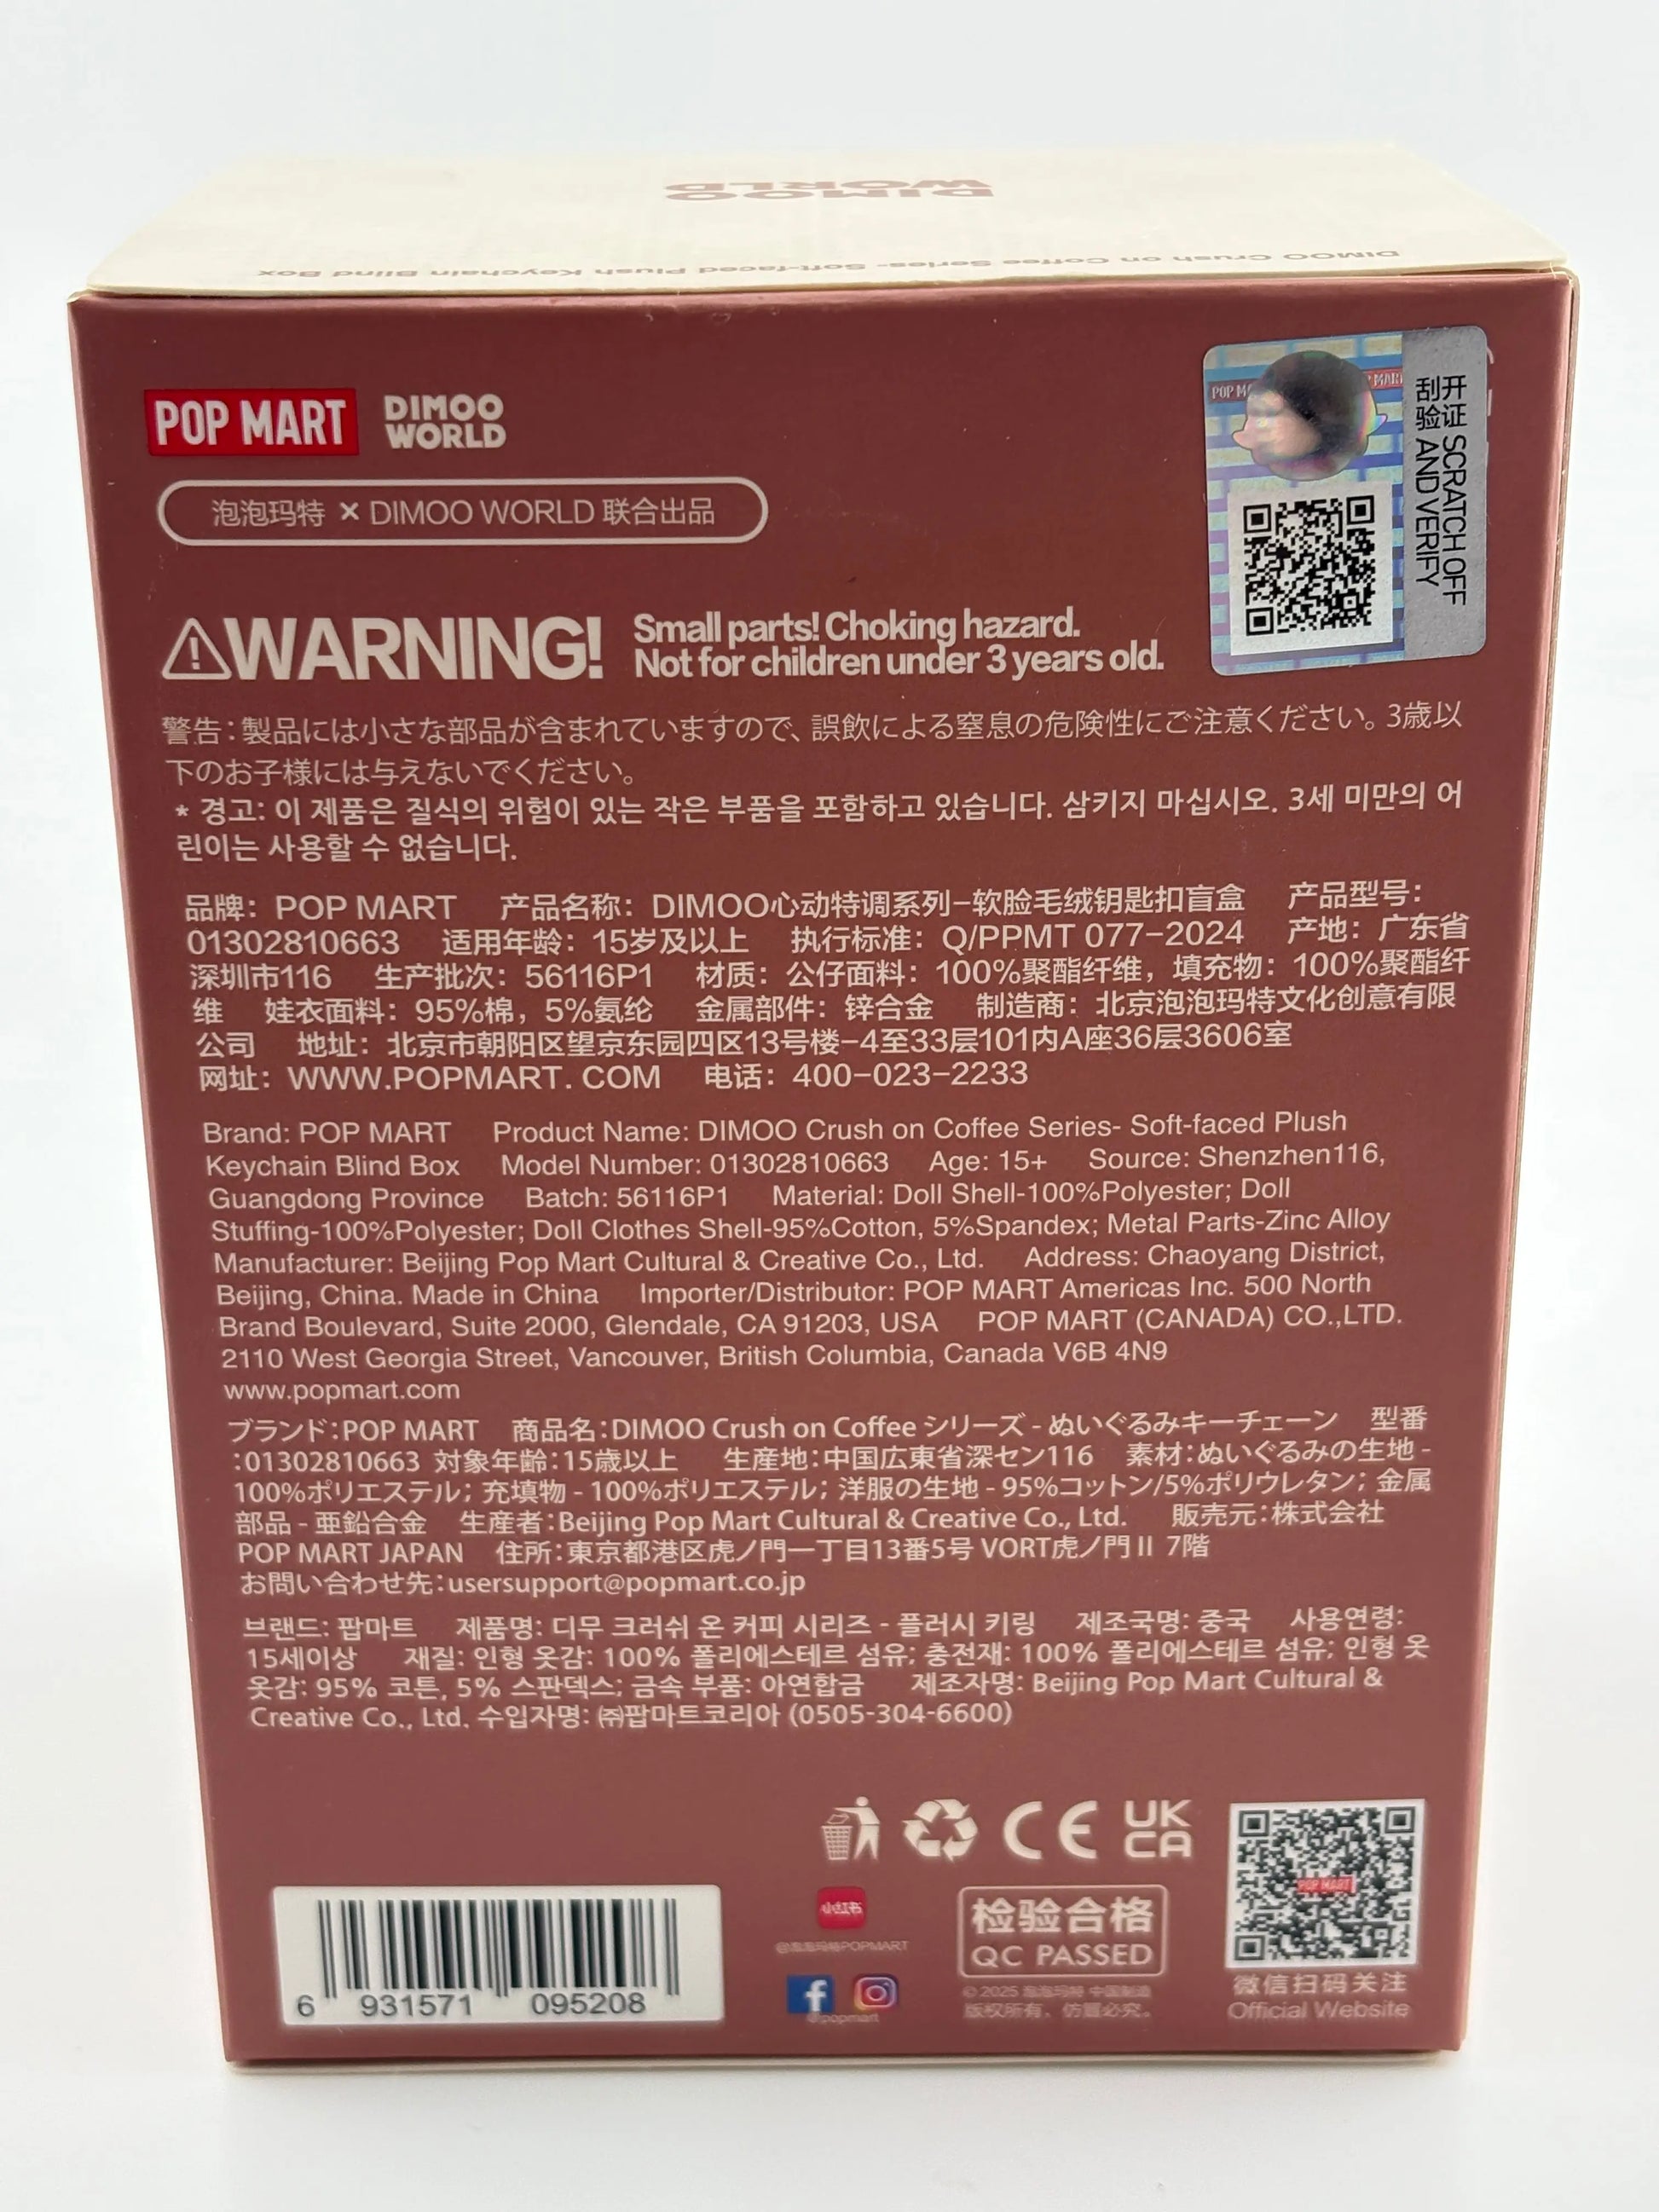 DIMOO
WORLD
DIMOO Crush on Coffee Series- Soft-faced Plush Keychain Blind Box
POP MART
DIMOO
WORLD
泡泡玛特 × DIMOO WORLD 联合出品
POP MART
刮开
验证 SCRATCH OFF
AND VERIFY
WARNING!
Small parts! Choking hazard.
Not for children under 3 years old.
警告：製品には小さな部品が含まれていますので、誤飲による窒息の危険性にご注意ください。3歳以
下のお子様には与えないでください。
* 경고: 이 제품은 질식의 위험이 있는 작은 부품을 포함하고 있습니다. 삼키지 마십시오. 3세 미만의 어
린이는 사용할 수 없습니다.
品牌：POP MART 产品名称：DIMOO心动特调系列-软脸毛绒钥匙扣盲盒 产品型号：
01302810663 适用年龄：15岁及以上 执行标准：Q/PPMT 077-2024 产地：广东省
深圳市116 生产批次：56116P1 材质：公仔面料：100%聚酯纤维，填充物：100%聚酯纤
维 娃衣面料：95%棉，5%氨纶 金属部件：锌合金 制造商：北京泡泡玛特文化创意有限
公司 地址：北京市朝阳区望京东园四区13号楼-4至33层101内A座36层3606室
网址：WWW.POPMART. COM 电话：400-023-2233
Brand: POP MART Product Name: DIMOO Crush on Coffee Series- Soft-faced Plush
Keychain Blind Box Model Number: 01302810663 Age: 15+ Source: Shenzhen116,
Guangdong Province Batch: 56116P1 Material: Doll Shell-100%Polyester; Doll
Stuffing-100%Polyester; Doll Clothes Shell-95%Cotton, 5%Spandex; Metal Parts-Zinc Alloy
Manufacturer: Beijing Pop Mart Cultural & Creative Co., Ltd. Address: Chaoyang District,
Beijing, China. Made in China Importer/Distributor: POP MART Americas Inc. 500 North
Brand Boulevard, Suite 2000, Glendale, CA 91203, USA POP MART (CANADA) CO.,LTD.
2110 West Georgia Street, Vancouver, British Columbia, Canada V6B 4N9
www.popmart.com
ブランド：POP MART 商品名：DIMOO Crush on Coffee シリーズ - ぬいぐるみキーチェーン 型番
：01302810663 対象年齢：15歳以上 生産地：中国広東省深セン116 素材：ぬいぐるみの生地 -
100%ポリエステル; 充填物 - 100%ポリエステル; 洋服の生地 - 95%コットン/5%ポリウレタン; 金属
部品 - 亜鉛合金 生産者：Beijing Pop Mart Cultural & Creative Co., Ltd. 販売元：株式会社
POP MART JAPAN 住所：東京都港区虎ノ門一丁目13番5号 VORT虎ノ門 II 7階
お問い合わせ先：usersupport@popmart.co.jp
브랜드: 팝마트 제품명: 디무 크러쉬 온 커피 시리즈 - 플러시 키링 제조국명: 중국 사용연령:
15세이상 재질: 인형 옷감: 100% 폴리에스테르 섬유; 충전재: 100% 폴리에스테르 섬유; 인형 옷
옷감: 95% 코튼, 5% 스판덱스; 금속 부품: 아연합금 제조자명: Beijing Pop Mart Cultural &
Creative Co., Ltd. 수입자명: ㈜팝마트코리아 (0505-304-6600)
CE
UK
CA
小红书
@泡泡玛特POPMART
@popmart
检验合格
QC PASSED
© 2025 泡泡玛特 中国制造
版权所有，仿冒必究。
POP MART
微信扫码关注
Official Website
6 931571 095208